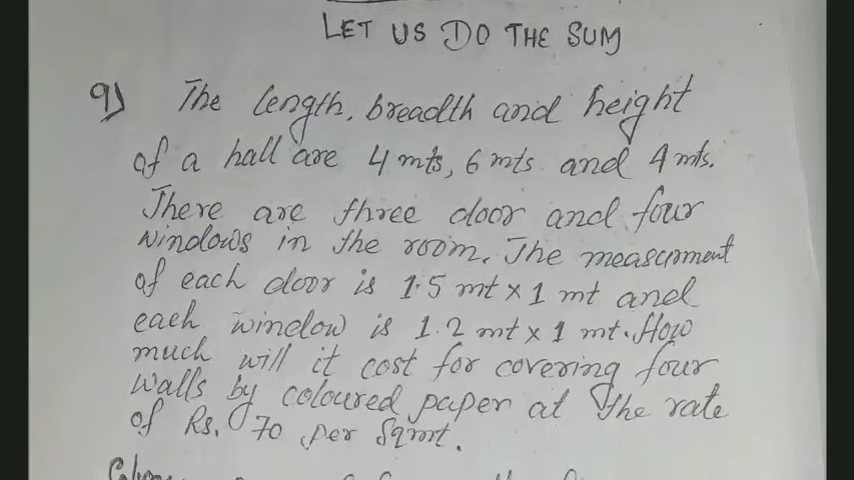 LET US DO THE SUM
9) The length, breadth and height
of a hall are 4 mts, 6 mts and 4 mts.
There are three door and four
windows in the room. The measurment
of each door is 1.5 mt x 1 mt and
each window is 1.2 mt x 1 mt. How
much will it cost for covering four
walls by coloured paper at the rate
of Rs. 70 per Sqmt.